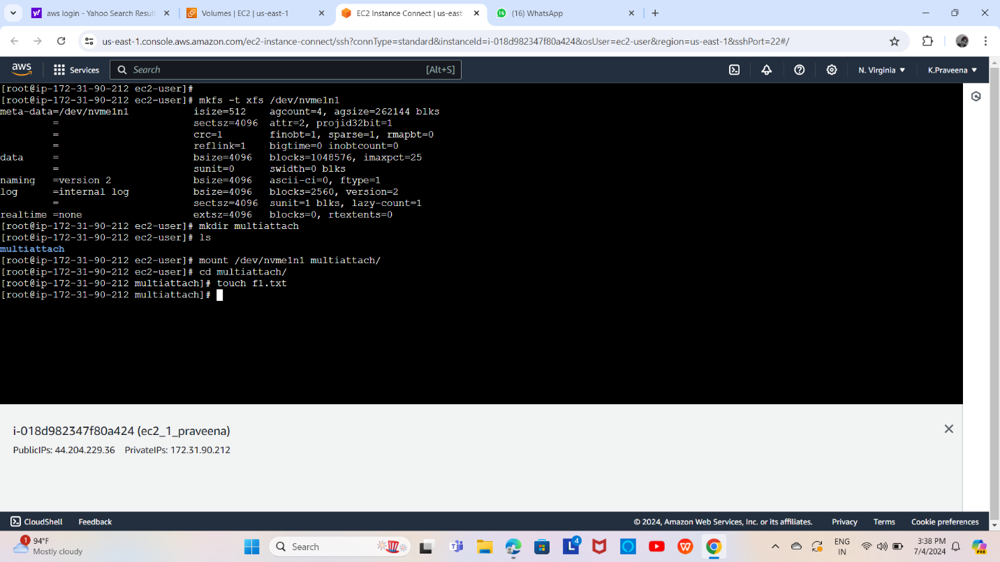 aws login - Yahoo Search Result
Volumes | EC2 | us-east-1
EC2 Instance Connect | us-east-
(16) WhatsApp
us-east-1.console.aws.amazon.com/ec2-instance-connect/ssh?connType=standard&instanceId=i-018d982347f80a424&osUser=ec2-user&region=us-east-1&sshPort=22#/
aws Services Search [Alt+S] N. Virginia K.Praveena
[root@ip-172-31-90-212 ec2-user]#
[root@ip-172-31-90-212 ec2-user]# mkfs -t xfs /dev/nvme1n1
meta-data=/dev/nvme1n1 isize=512 agcount=4, agsize=262144 blks
= sectsz=4096 attr=2, projid32bit=1
= crc=1 finobt=1, sparse=1, rmapbt=0
= reflink=1 bigtime=0 inobtcount=0
data = bsize=4096 blocks=1048576, imaxpct=25
= sunit=0 swidth=0 blks
naming =version 2 bsize=4096 ascii-ci=0, ftype=1
log =internal log bsize=4096 blocks=2560, version=2
= sectsz=4096 sunit=1 blks, lazy-count=1
realtime =none extsz=4096 blocks=0, rtextents=0
[root@ip-172-31-90-212 ec2-user]# mkdir multiattach
[root@ip-172-31-90-212 ec2-user]# ls
multiattach
[root@ip-172-31-90-212 ec2-user]# mount /dev/nvme1n1 multiattach/
[root@ip-172-31-90-212 ec2-user]# cd multiattach/
[root@ip-172-31-90-212 multiattach]# touch f1.txt
[root@ip-172-31-90-212 multiattach]#
i-018d982347f80a424 (ec2_1_praveena)
PublicIPs: 44.204.229.36 PrivateIPs: 172.31.90.212
CloudShell Feedback © 2024, Amazon Web Services, Inc. or its affiliates. Privacy Terms Cookie preferences
1 94°F
Mostly cloudy
Search
4
ENG
IN
3:38 PM
7/4/2024
PRE